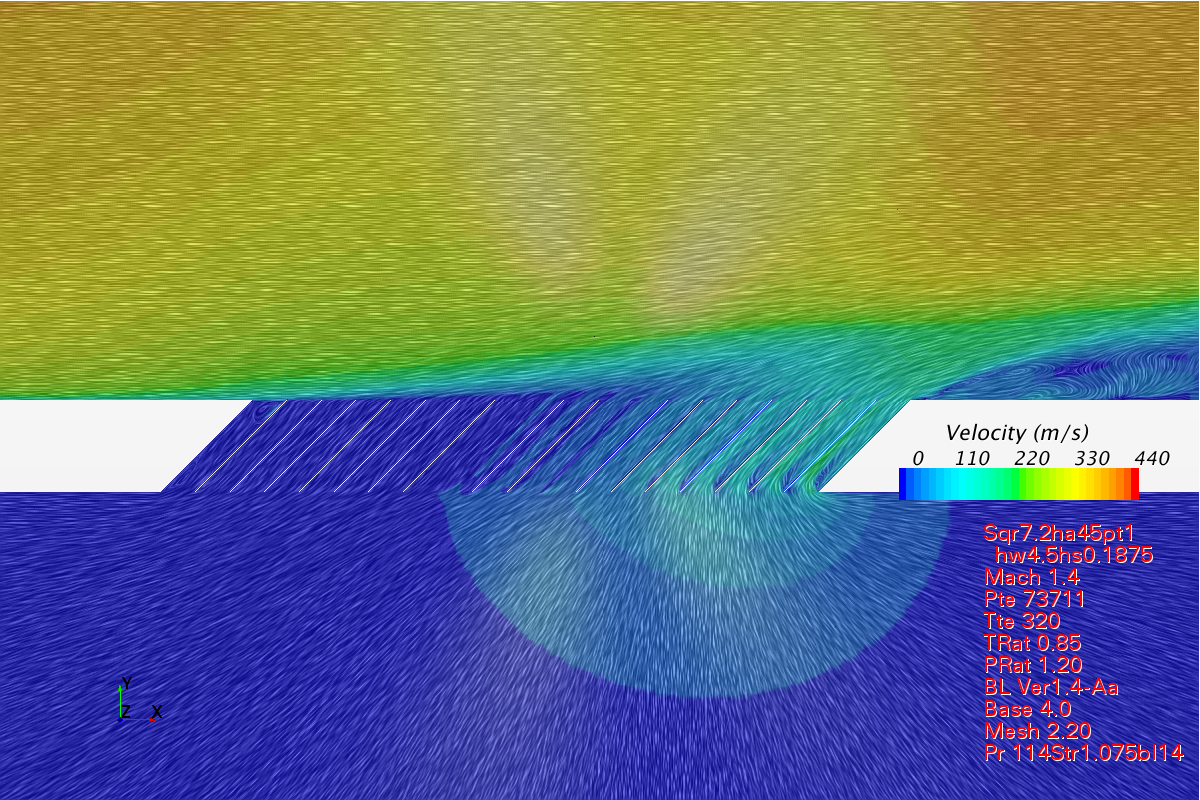 Velocity (m/s)
0 110 220 330 440
Sqr7.2ha45pt1
hw4.5hs0.1875
Mach 1.4
Pte 73711
Tte 320
TRat 0.85
PRat 1.20
BL Ver1.4-Aa
Base 4.0
Mesh 2.20
Pr 114Str1.075bl14
Y
Z X